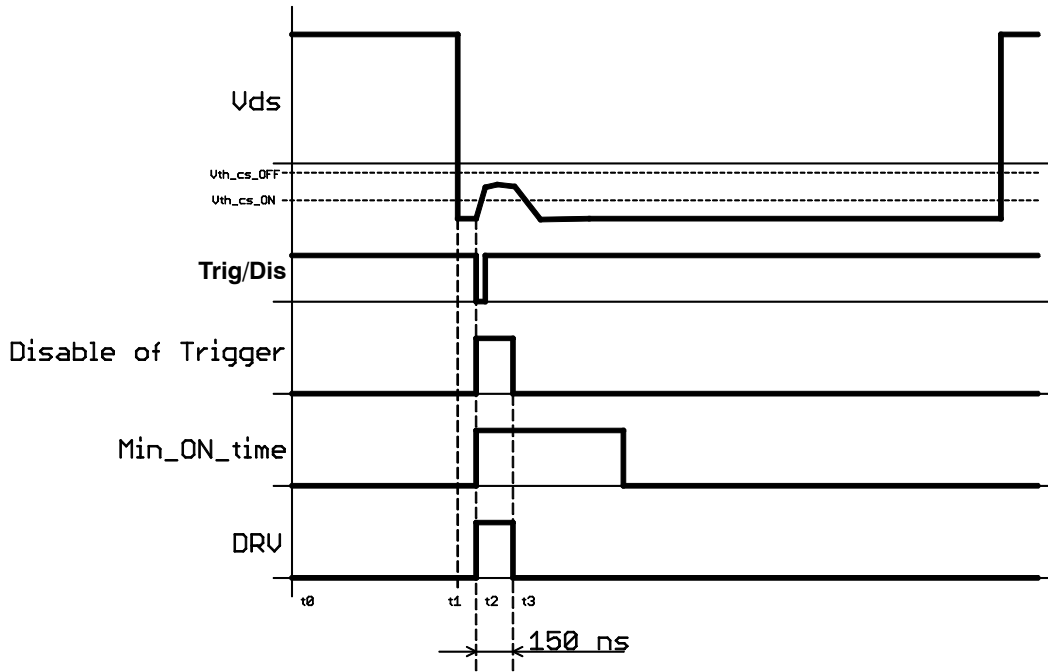 Vds
Vth_cs_OFF
Vth_cs_ON
Trig/Dis
Disable of Trigger
Min_ON_time
DRV
t0 t1 t2 t3
150 ns